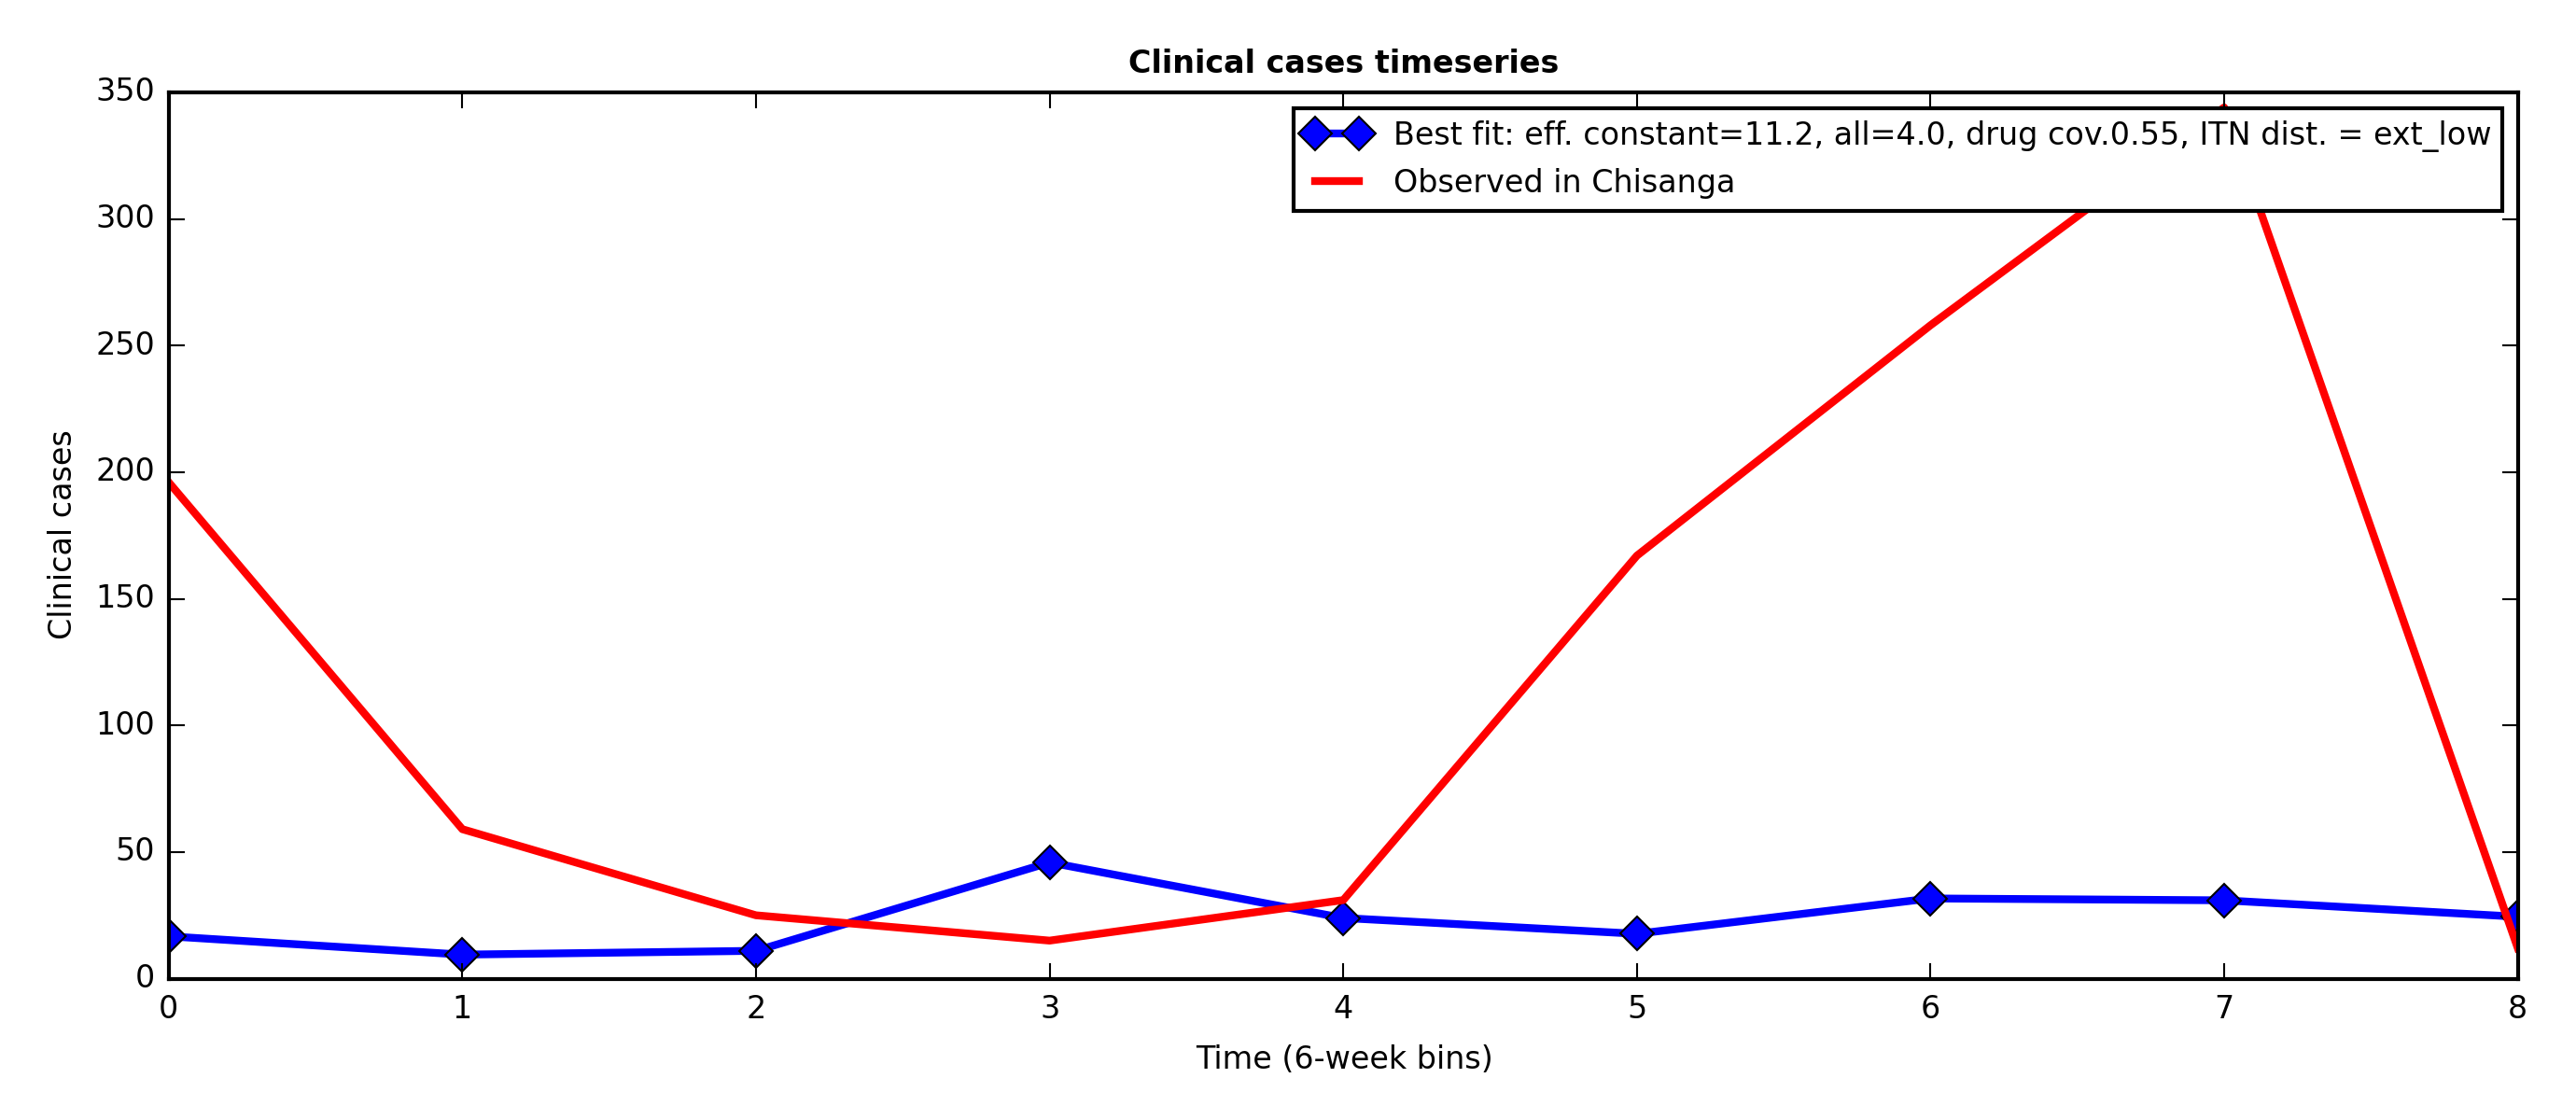 Clinical cases timeseries
350
300
250
200
150
100
50
0
Clinical cases
Best fit: eff. constant=11.2, all=4.0, drug cov.0.55, ITN dist. = ext_low
Observed in Chisanga
0 1 2 3 4 5 6 7 8
Time (6-week bins)